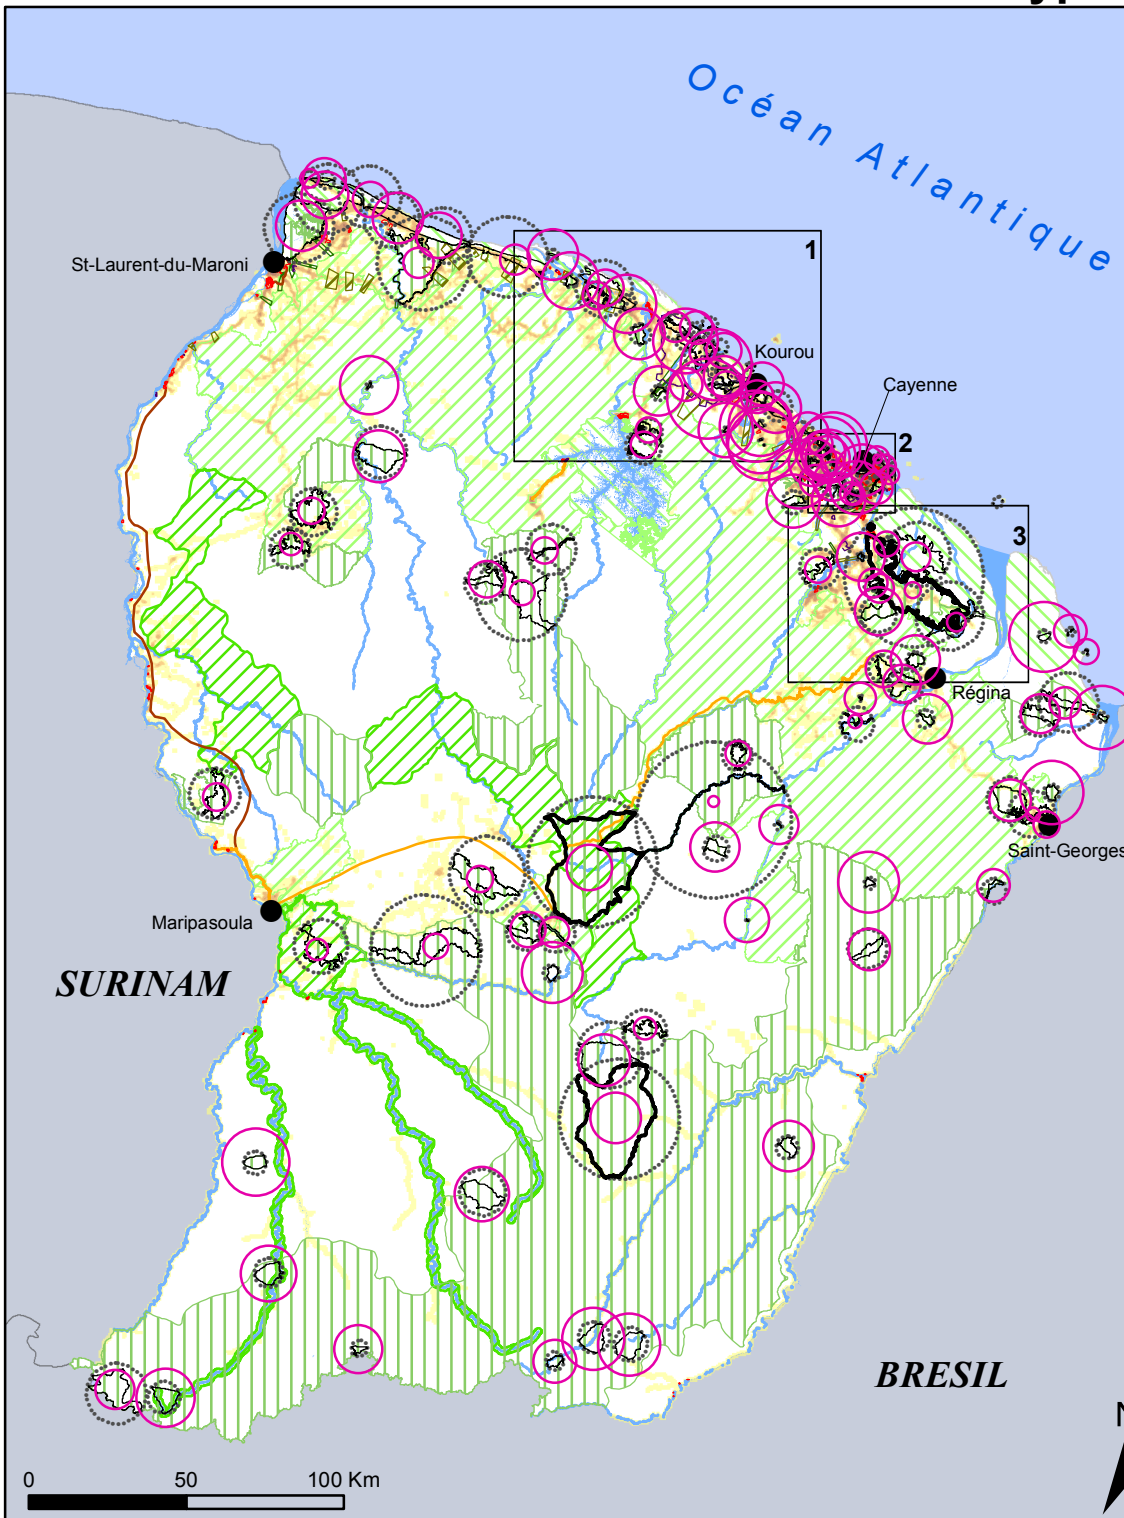 Océan Atlantique
1
St-Laurent-du-Maroni
Kourou
Cayenne
2
3
Régina
Saint-Georges
Maripasoula
SURINAM
BRESIL
N
0 50 100 Km